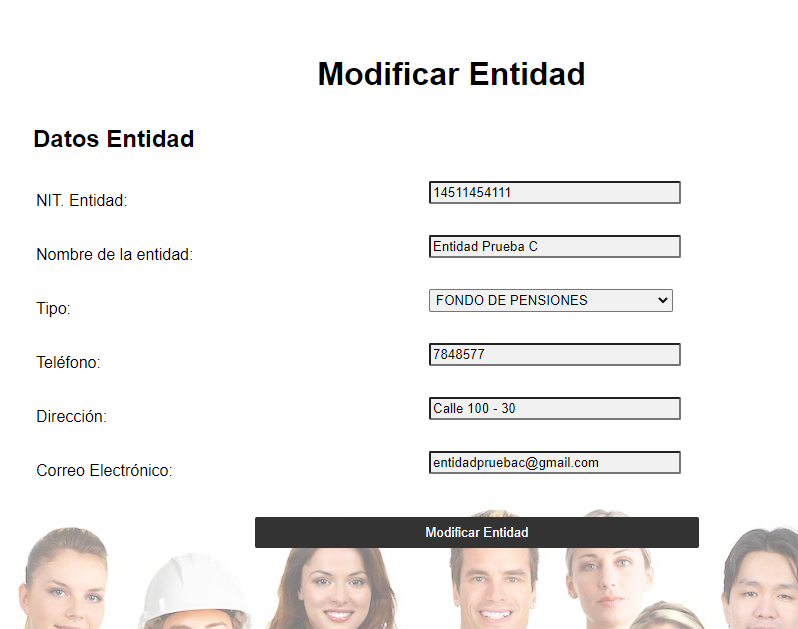 Modificar Entidad
Datos Entidad
NIT. Entidad: 14511454111
Nombre de la entidad: Entidad Prueba C
Tipo: FONDO DE PENSIONES
Teléfono: 7848577
Dirección: Calle 100 - 30
Correo Electrónico: entidadpruebac@gmail.com
Modificar Entidad